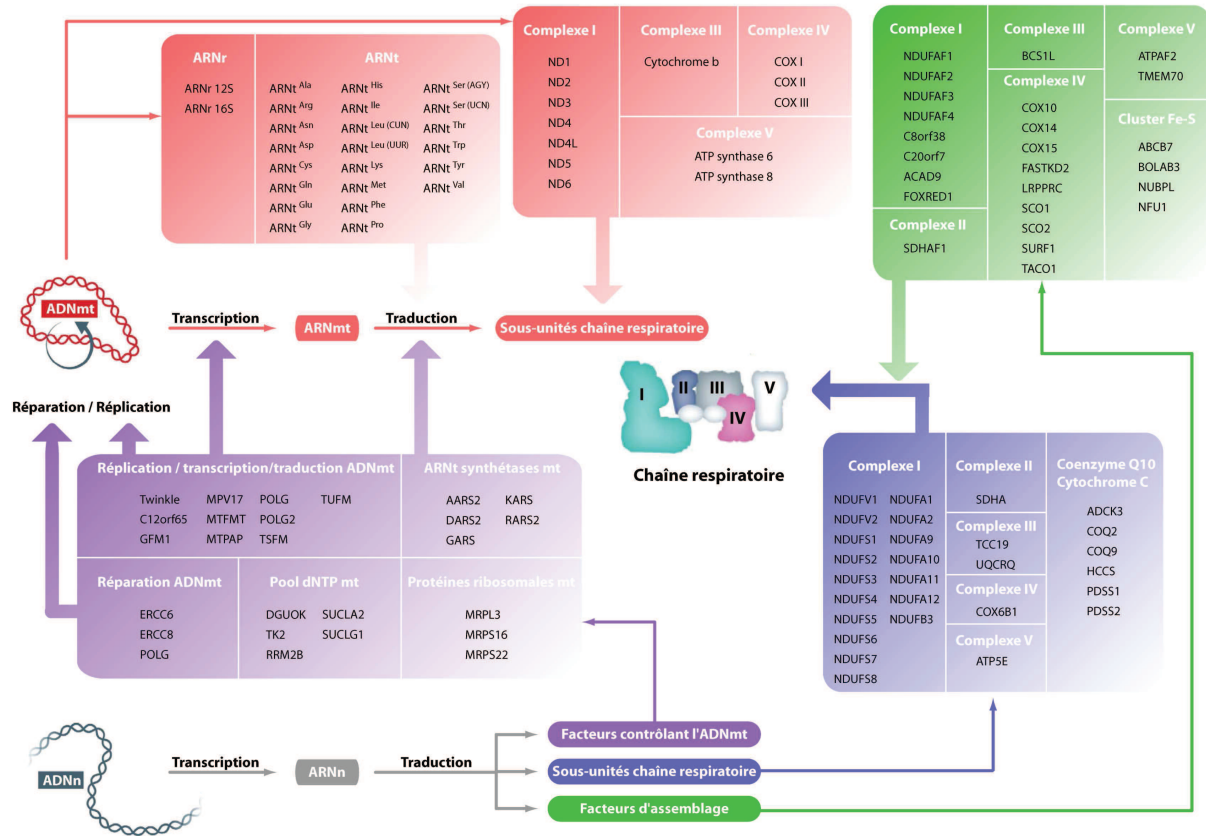 ARNr
ARNr 12S
ARNr 16S
ARNt
ARNt Ala
ARNt Arg
ARNt Asn
ARNt Asp
ARNt Cys
ARNt Gln
ARNt Glu
ARNt Gly
ARNt His
ARNt Ile
ARNt Leu (CUN)
ARNt Leu (UUR)
ARNt Lys
ARNt Met
ARNt Phe
ARNt Pro
ARNt Ser (AGY)
ARNt Ser (UCN)
ARNt Thr
ARNt Trp
ARNt Tyr
ARNt Val
Complexe I
ND1
ND2
ND3
ND4
ND4L
ND5
ND6
Complexe III
Cytochrome b
Complexe IV
COX I
COX II
COX III
Complexe V
ATP synthase 6
ATP synthase 8
Complexe I
NDUFAF1
NDUFAF2
NDUFAF3
NDUFAF4
C8orf38
C20orf7
ACAD9
FOXRED1
Complexe II
SDHAF1
Complexe III
BCS1L
Complexe IV
COX10
COX14
COX15
FASTKD2
LRPPRC
SCO1
SCO2
SURF1
TACO1
Complexe V
ATPAF2
TMEM70
Cluster Fe-S
ABCB7
BOLAB3
NUBPL
NFU1
ADNmt
Transcription
ARNmt
Traduction
Sous-unités chaîne respiratoire
I
II
III
IV
V
Chaîne respiratoire
Réparation / Réplication
Réplication / transcription/traduction ADNmt
Twinkle
C12orf65
GFM1
MPV17
MTFMT
MTPAP
POLG
POLG2
TSFM
TUFM
ARNt synthétases mt
AARS2
DARS2
GARS
KARS
RARS2
Réparation ADNmt
ERCC6
ERCC8
POLG
Pool dNTP mt
DGUOK
TK2
RRM2B
SUCLA2
SUCLG1
Protéines ribosomales mt
MRPL3
MRPS16
MRPS22
Complexe I
NDUFV1
NDUFV2
NDUFS1
NDUFS2
NDUFS3
NDUFS4
NDUFS5
NDUFS6
NDUFS7
NDUFS8
NDUFA1
NDUFA2
NDUFA9
NDUFA10
NDUFA11
NDUFA12
NDUFB3
Complexe II
SDHA
Complexe III
TCC19
UQCRQ
Complexe IV
COX6B1
Complexe V
ATP5E
Coenzyme Q10
Cytochrome C
ADCK3
COQ2
COQ9
HCCS
PDSS1
PDSS2
ADNn
Transcription
ARNn
Traduction
Facteurs contrôlant l'ADNmt
Sous-unités chaîne respiratoire
Facteurs d'assemblage